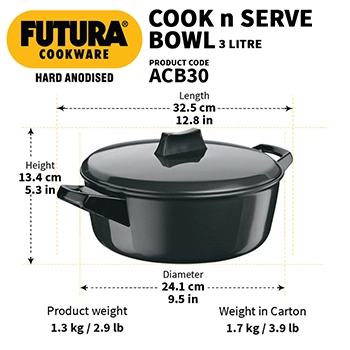 FUTURA®
COOKWARE
HARD ANODISED
COOK n SERVE
BOWL 3 LITRE
PRODUCT CODE
ACB30
Length
32.5 cm
12.8 in
Height
13.4 cm
5.3 in
Diameter
24.1 cm
9.5 in
Product weight
1.3 kg / 2.9 lb
Weight in Carton
1.7 kg / 3.9 lb